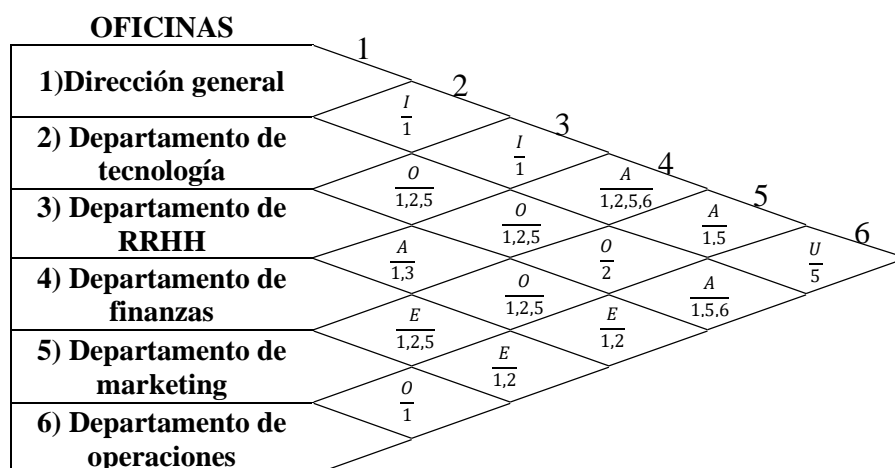 OFICINAS
1
1)Dirección general
2
I
1
3
2) Departamento de
tecnología
I
1
4
O
1,2,5
A
1,2,5,6
5
3) Departamento de
RRHH
O
1,2,5
A
1,5
6
A
1,3
O
2
U
5
4) Departamento de
finanzas
O
1,2,5
A
1,5,6
E
1,2,5
E
1,2
5) Departamento de
marketing
E
1,2
O
1
6) Departamento de
operaciones